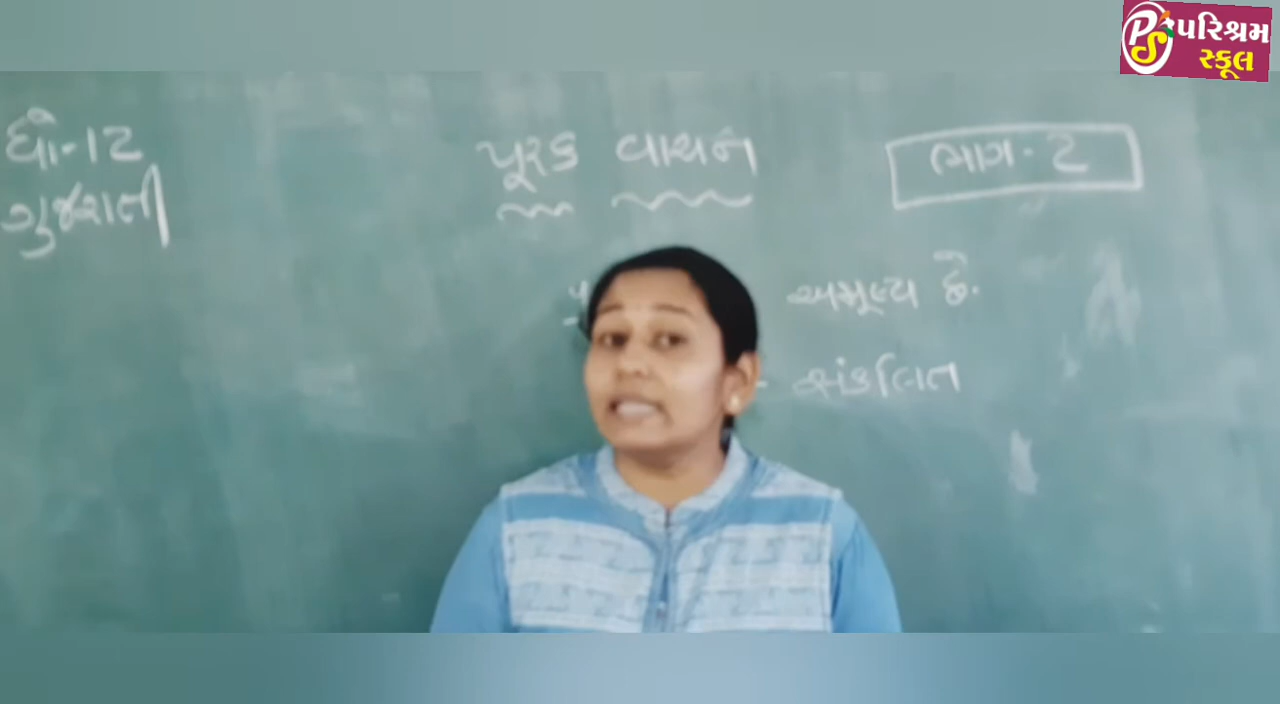 પરિશ્રમ
સ્કૂલ
ધો-૧૨
ગુજરાતી
પૂરક વાચન
ભાગ-૨
અમૂલ્ય છે.
- સંકલિત